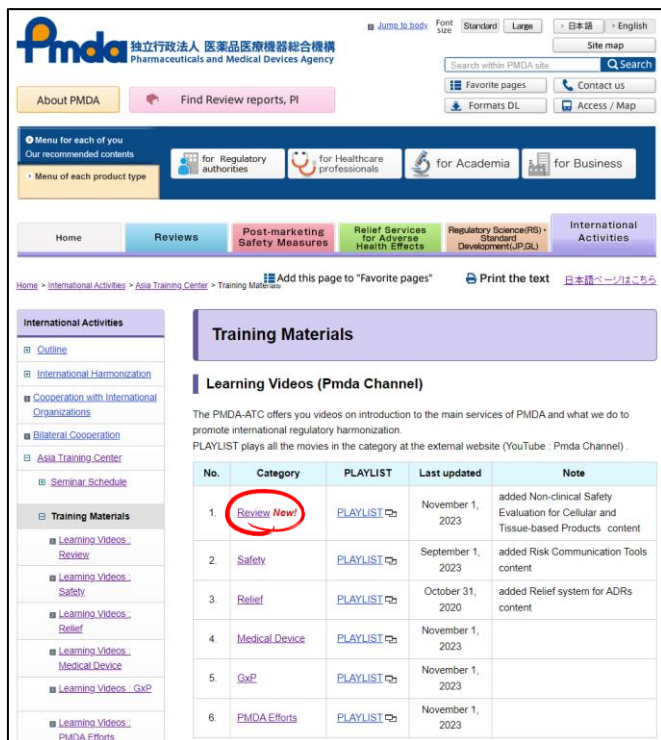 Jump to body Font size Standard Large 日本語 English
Pmda 独立行政法人 医薬品医療機器総合機構
Pharmaceuticals and Medical Devices Agency
Site map
Search within PMDA site Search
Favorite pages Contact us
About PMDA Find Review reports, PI
Formats DL Access / Map
Menu for each of you
Our recommended contents
Menu of each product type
for Regulatory authorities
for Healthcare professionals
for Academia
for Business
Home
Reviews
Post-marketing Safety Measures
Relief Services for Adverse Health Effects
Regulatory Science(RS)・Standard Development(JP,GL)
International Activities
Add this page to "Favorite pages" Print the text 日本語ページはこちら
Home > International Activities > Asia Training Center > Training Materials
International Activities
Outline
International Harmonization
Cooperation with International
Organizations
Bilateral Cooperation
Asia Training Center
Seminar Schedule
Training Materials
Learning Videos :
Review
Learning Videos :
Safety
Learning Videos :
Relief
Learning Videos :
Medical Device
Learning Videos : GxP
Learning Videos :
PMDA Efforts
Training Materials
Learning Videos (Pmda Channel)
The PMDA-ATC offers you videos on introduction to the main services of PMDA and what we do to
promote international regulatory harmonization.
PLAYLIST plays all the movies in the category at the external website (YouTube : Pmda Channel) .
No. Category PLAYLIST Last updated Note
1. Review New! PLAYLIST November 1, 2023 added Non-clinical Safety Evaluation for Cellular and Tissue-based Products content
2. Safety PLAYLIST September 1, 2023 added Risk Communication Tools content
3. Relief PLAYLIST October 31, 2020 added Relief system for ADRs content
4. Medical Device PLAYLIST November 1, 2023
5. GxP PLAYLIST November 1, 2023
6. PMDA Efforts PLAYLIST November 1, 2023